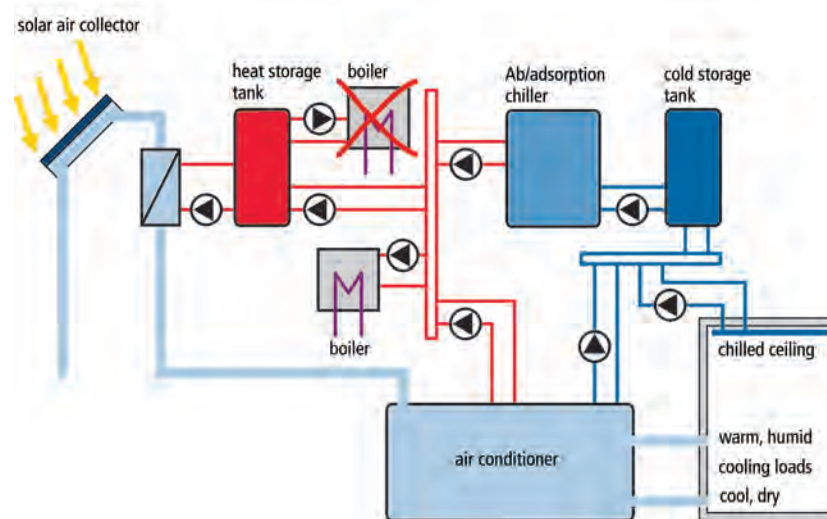 solar air collector
heat storage
tank
boiler
Ab/adsorption
chiller
cold storage
tank
boiler
chilled ceiling
air conditioner
warm, humid
cooling loads
cool, dry